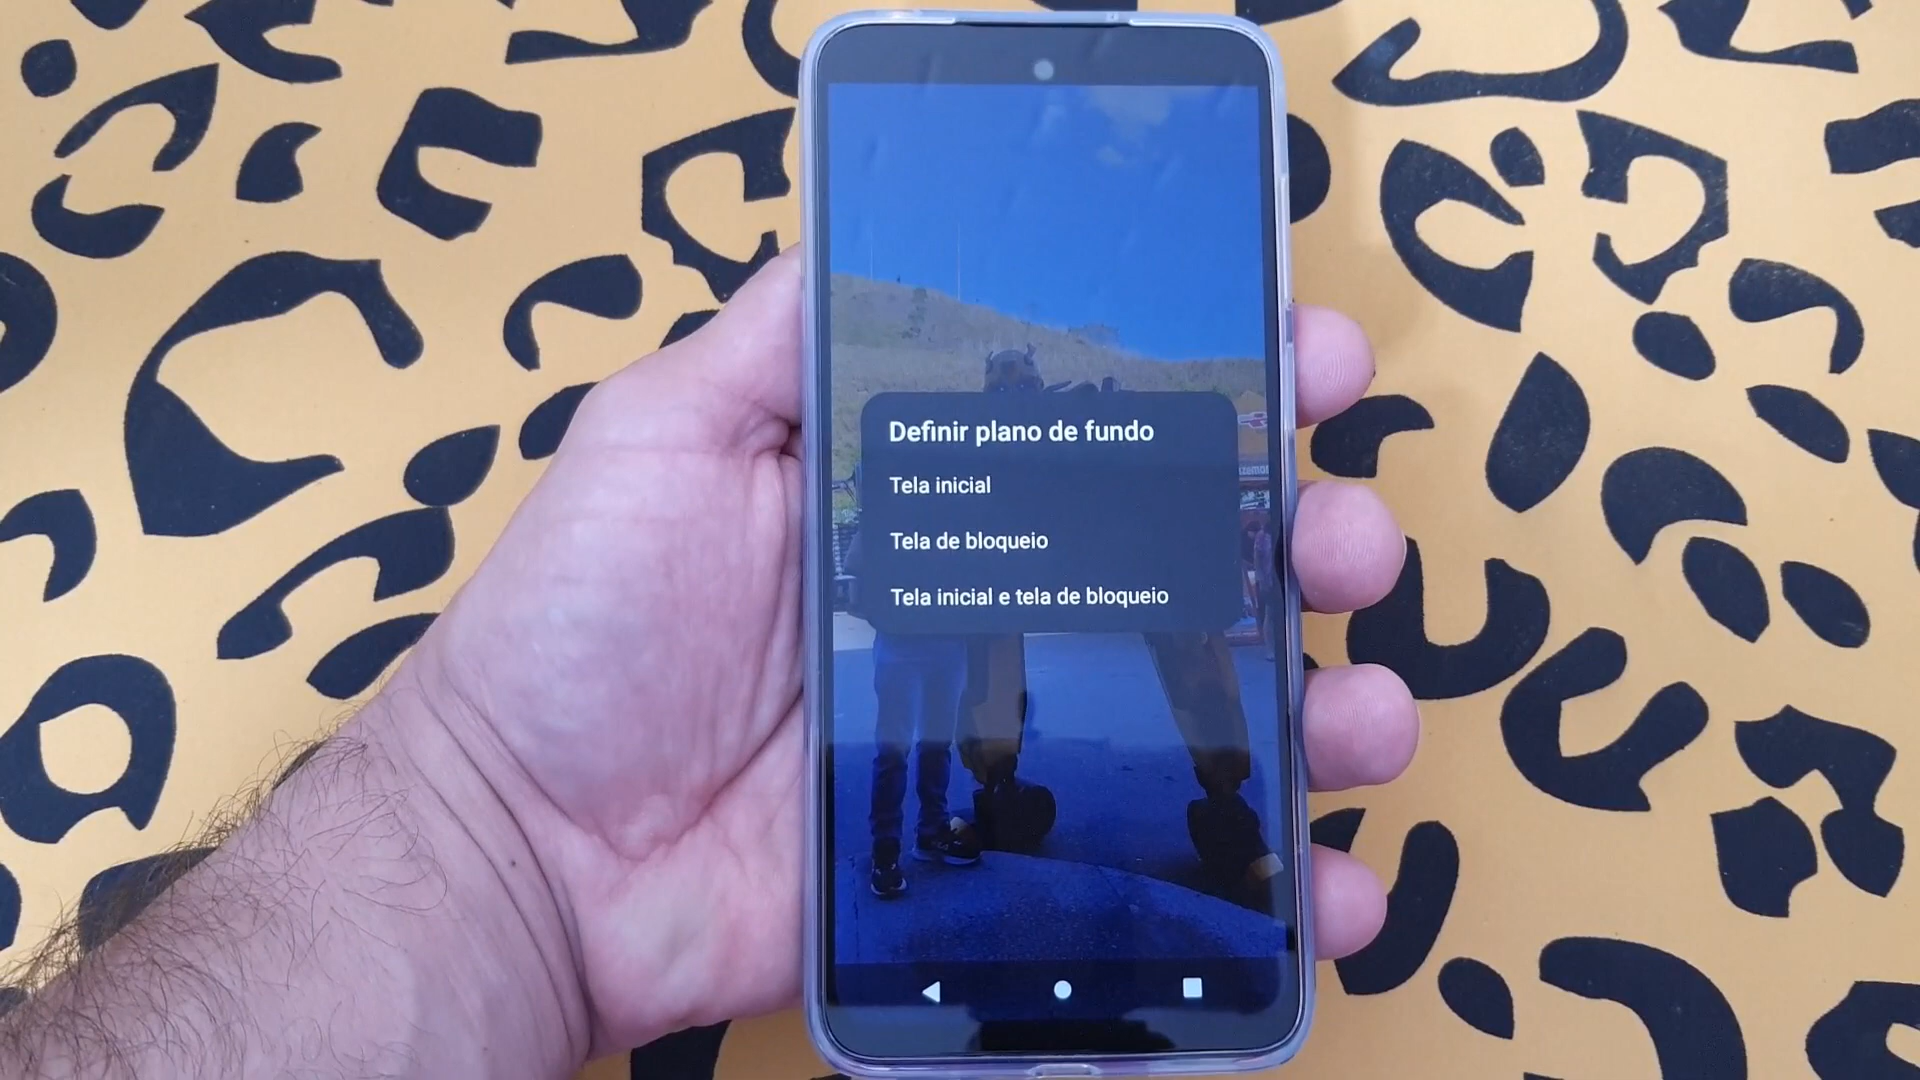 Definir plano de fundo
Tela inicial
Tela de bloqueio
Tela inicial e tela de bloqueio